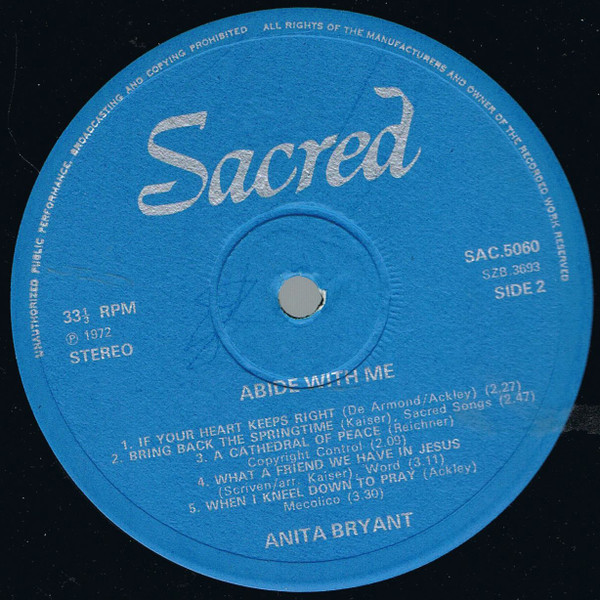 UNAUTHORIZED PUBLIC PERFORMANCE, BROADCASTING AND COPYING PROHIBITED ALL RIGHTS OF THE MANUFACTURERS AND OWNER OF THE RECORDED WORK RESERVED
Sacred
SAC.5060
SZB.3693
SIDE 2
33⅓ RPM
℗ 1972
STEREO
ABIDE WITH ME
1. IF YOUR HEART KEEPS RIGHT (De Armond/Ackley) (2.27)
2. BRING BACK THE SPRINGTIME (Kaiser), Sacred Songs (2.47)
3. A CATHEDRAL OF PEACE (Reichner)
Copyright Control (2.09)
4. WHAT A FRIEND WE HAVE IN JESUS
(Scriven/arr. Kaiser) Word (3.11)
5. WHEN I KNEEL DOWN TO PRAY (Ackley)
Mecolico (3.30)
ANITA BRYANT